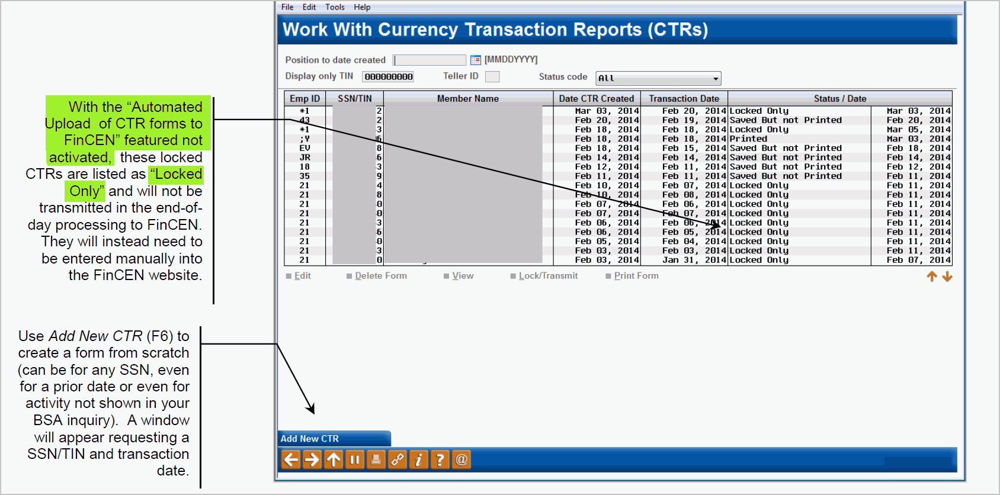 File Edit Tools Help
Work With Currency Transaction Reports (CTRs)
Position to date created [MMDDYYYY]
Display only TIN 000000000 Teller ID Status code All
Emp ID SSN/TIN Member Name Date CTR Created Transaction Date Status / Date
*1 2 Mar 03, 2014 Feb 20, 2014 Locked Only Mar 03, 2014
43 2 Feb 20, 2014 Feb 19, 2014 Saved But not Printed Feb 20, 2014
*1 3 Feb 18, 2014 Feb 18, 2014 Locked Only Mar 05, 2014
;Y 6 Feb 18, 2014 Feb 18, 2014 Printed Mar 03, 2014
EV 8 Feb 18, 2014 Feb 15, 2014 Saved But not Printed Feb 18, 2014
JR 6 Feb 14, 2014 Feb 14, 2014 Saved But not Printed Feb 14, 2014
18 3 Feb 12, 2014 Feb 11, 2014 Saved But not Printed Feb 12, 2014
35 9 Feb 11, 2014 Feb 11, 2014 Saved But not Printed Feb 11, 2014
21 4 Feb 10, 2014 Feb 07, 2014 Locked Only Feb 11, 2014
21 8 Feb 10, 2014 Feb 08, 2014 Locked Only Feb 11, 2014
21 0 Feb 07, 2014 Feb 06, 2014 Locked Only Feb 11, 2014
21 0 Feb 07, 2014 Feb 07, 2014 Locked Only Feb 11, 2014
21 3 Feb 06, 2014 Feb 06, 2014 Locked Only Feb 11, 2014
21 6 Feb 06, 2014 Feb 05, 2014 Locked Only Feb 11, 2014
21 0 Feb 05, 2014 Feb 04, 2014 Locked Only Feb 11, 2014
21 3 Feb 03, 2014 Feb 03, 2014 Locked Only Feb 11, 2014
21 0 Feb 03, 2014 Jan 31, 2014 Locked Only Feb 07, 2014
Edit Delete Form View Lock/Transmit Print Form
Add New CTR
With the “Automated
Upload of CTR forms to
FinCEN” featured not
activated, these locked
CTRs are listed as “Locked
Only” and will not be
transmitted in the end-of-
day processing to FinCEN.
They will instead need to
be entered manually into
the FinCEN website.
Use Add New CTR (F6) to
create a form from scratch
(can be for any SSN, even
for a prior date or even for
activity not shown in your
BSA inquiry). A window
will appear requesting a
SSN/TIN and transaction
date.